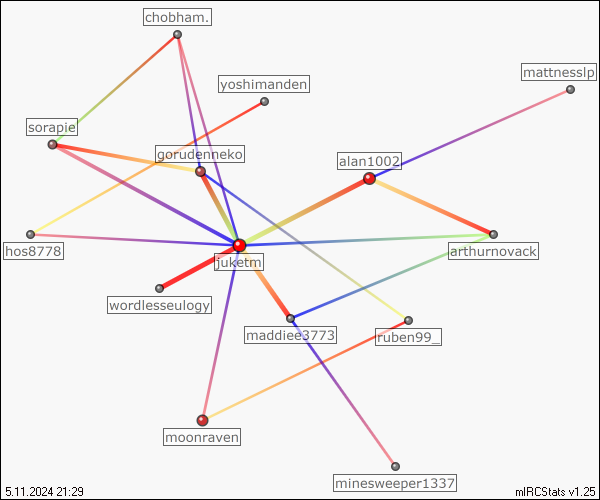 chobham.
mattnesslp
yoshimanden
sorapie
gorudenneko
alan1002
hos8778
arthurnovack
juketm
wordlesseulogy
maddiee3773
ruben99_
moonraven
minesweeper1337
5.11.2024 21:29
mIRCStats v1.25